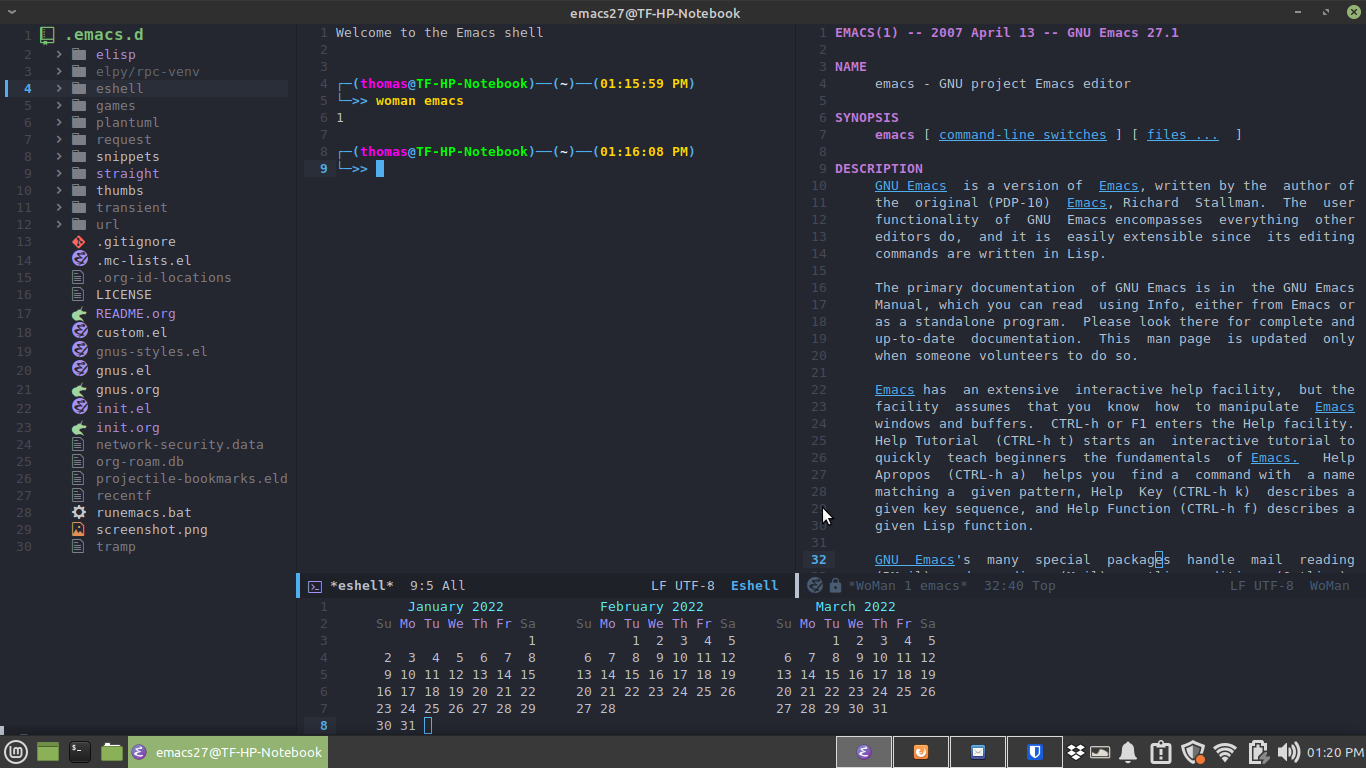 emacs27@TF-HP-Notebook
1 .emacs.d
2 elisp
3 elpy/rpc-venv
4 eshell
5 games
6 plantuml
7 request
8 snippets
9 straight
10 thumbs
11 transient
12 url
13 .gitignore
14 .mc-lists.el
15 .org-id-locations
16 LICENSE
17 README.org
18 custom.el
19 gnus-styles.el
20 gnus.el
21 gnus.org
22 init.el
23 init.org
24 network-security.data
25 org-roam.db
26 projectile-bookmarks.eld
27 recentf
28 runemacs.bat
29 screenshot.png
30 tramp
1 Welcome to the Emacs shell
2
3
4 ┌─(thomas@TF-HP-Notebook)──(~)──(01:15:59 PM)
5 └─>> woman emacs
6 1
7
8 ┌─(thomas@TF-HP-Notebook)──(~)──(01:16:08 PM)
9 └─>>
*eshell* 9:5 All LF UTF-8 Eshell
1 EMACS(1) -- 2007 April 13 -- GNU Emacs 27.1
2
3 NAME
4 emacs - GNU project Emacs editor
5
6 SYNOPSIS
7 emacs [ command-line switches ] [ files ... ]
8
9 DESCRIPTION
10 GNU Emacs is a version of Emacs, written by the author of
11 the original (PDP-10) Emacs, Richard Stallman. The user
12 functionality of GNU Emacs encompasses everything other
13 editors do, and it is easily extensible since its editing
14 commands are written in Lisp.
15
16 The primary documentation of GNU Emacs is in the GNU Emacs
17 Manual, which you can read using Info, either from Emacs or
18 as a standalone program. Please look there for complete and
19 up-to-date documentation. This man page is updated only
20 when someone volunteers to do so.
21
22 Emacs has an extensive interactive help facility, but the
23 facility assumes that you know how to manipulate Emacs
24 windows and buffers. CTRL-h or F1 enters the Help facility.
25 Help Tutorial (CTRL-h t) starts an interactive tutorial to
26 quickly teach beginners the fundamentals of Emacs. Help
27 Apropos (CTRL-h a) helps you find a command with a name
28 matching a given pattern, Help Key (CTRL-h k) describes a
given key sequence, and Help Function (CTRL-h f) describes a
30 given Lisp function.
31
32 GNU Emacs's many special packages handle mail reading
*WoMan 1 emacs* 32:40 Top LF UTF-8 WoMan
1 January 2022 February 2022 March 2022
2 Su Mo Tu We Th Fr Sa Su Mo Tu We Th Fr Sa Su Mo Tu We Th Fr Sa
3 1 1 2 3 4 5 1 2 3 4 5
4 2 3 4 5 6 7 8 6 7 8 9 10 11 12 6 7 8 9 10 11 12
5 9 10 11 12 13 14 15 13 14 15 16 17 18 19 13 14 15 16 17 18 19
6 16 17 18 19 20 21 22 20 21 22 23 24 25 26 20 21 22 23 24 25 26
7 23 24 25 26 27 28 29 27 28 27 28 29 30 31
8 30 31
emacs27@TF-HP-Notebook
01:20 PM